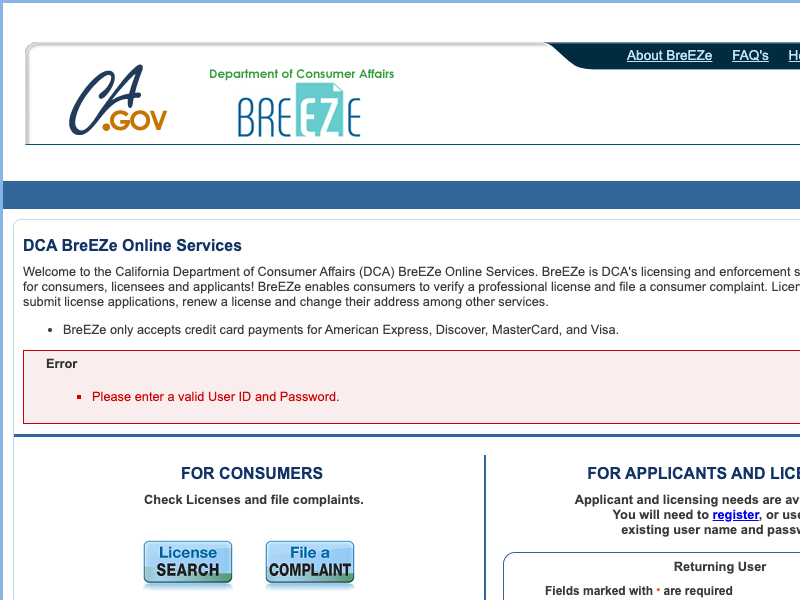 About BreEZe FAQ's
CA
.GOV
Department of Consumer Affairs
BREEZE
DCA BreEZe Online Services
Welcome to the California Department of Consumer Affairs (DCA) BreEZe Online Services. BreEZe is DCA's licensing and enforcement
for consumers, licensees and applicants! BreEZe enables consumers to verify a professional license and file a consumer complaint.
submit license applications, renew a license and change their address among other services.
• BreEZe only accepts credit card payments for American Express, Discover, MasterCard, and Visa.
Error
Please enter a valid User ID and Password.
FOR CONSUMERS
Check Licenses and file complaints.
License
SEARCH
File a
COMPLAINT
FOR APPLICANTS AND
Applicant and licensing needs are
You will need to register, or
existing user name and
Returning User
Fields marked with * are required